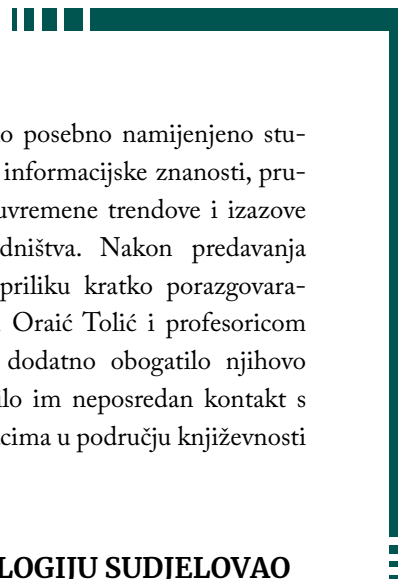 o posebno namijenjeno stu-
informacijske znanosti, pru-
uvremene trendove i izazove
dništva. Nakon predavanja
priliku kratko porazgovara-
Oraić Tolić i profesoricom
dodatno obogatilo njihovo
ilo im neposredan kontakt s
cima u području književnosti
LOGIJU SUDJELOVAO